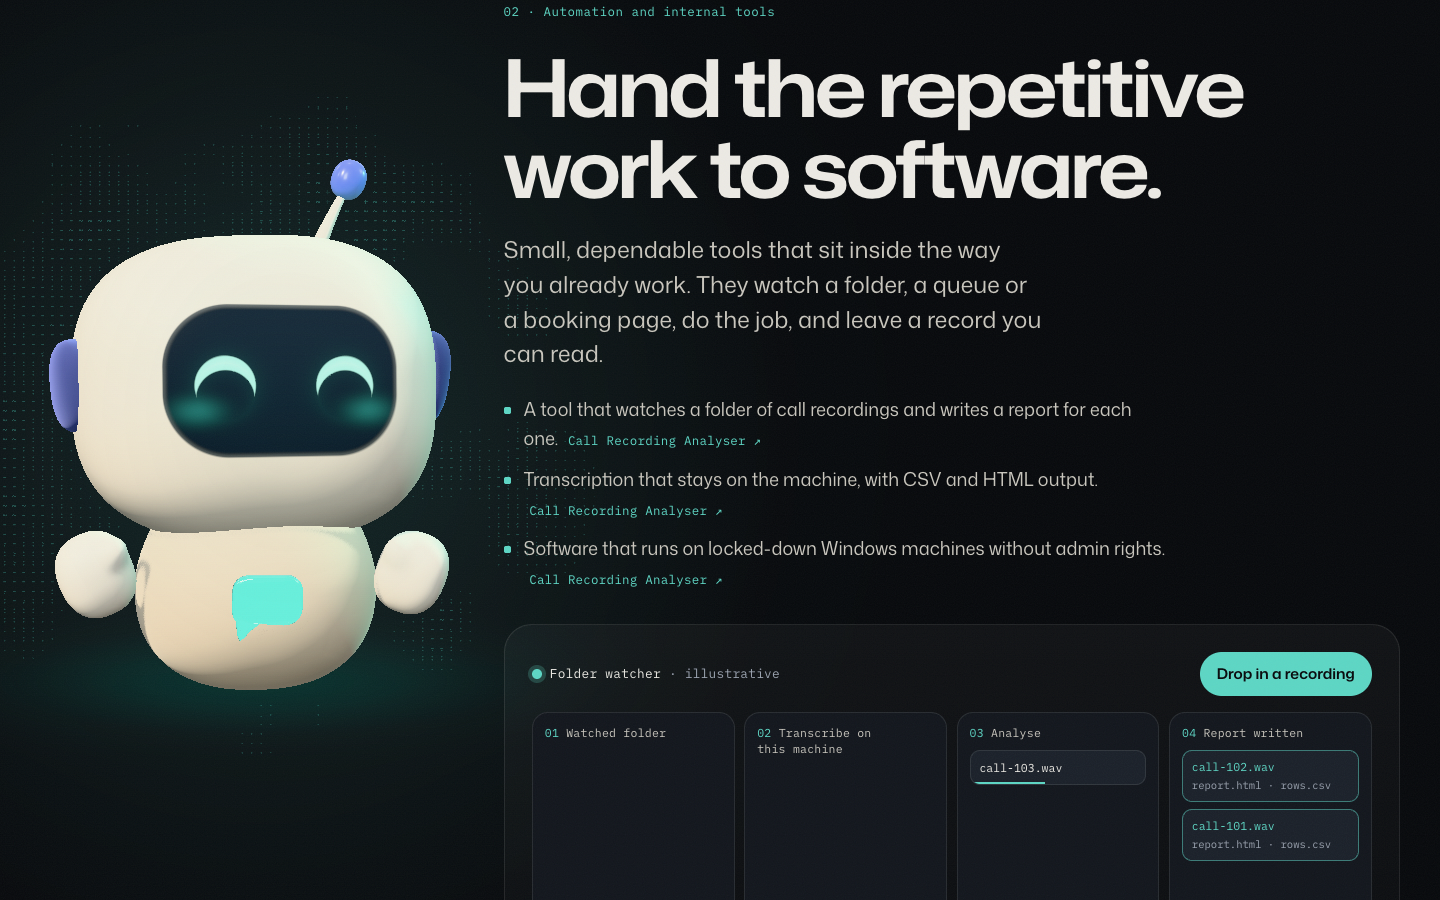 02 · Automation and internal tools
Hand the repetitive
work to software.
Small, dependable tools that sit inside the way
you already work. They watch a folder, a queue or
a booking page, do the job, and leave a record you
can read.
A tool that watches a folder of call recordings and writes a report for each
one. Call Recording Analyser ↗
Transcription that stays on the machine, with CSV and HTML output.
Call Recording Analyser ↗
Software that runs on locked-down Windows machines without admin rights.
Call Recording Analyser ↗
Folder watcher · illustrative
Drop in a recording
01 Watched folder
02 Transcribe on
this machine
03 Analyse
call-103.wav
04 Report written
call-102.wav
report.html · rows.csv
call-101.wav
report.html · rows.csv